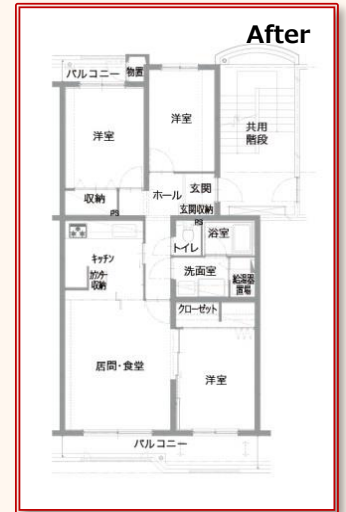 After
バルコニー
物置
洋室
洋室
共用
階段
収納
PS
ホール
玄関
玄関収納
PS
浴室
トイレ
キッチン
カウンター
収納
洗面室
給湯器
置場
クローゼット
居間・食堂
洋室
バルコニー